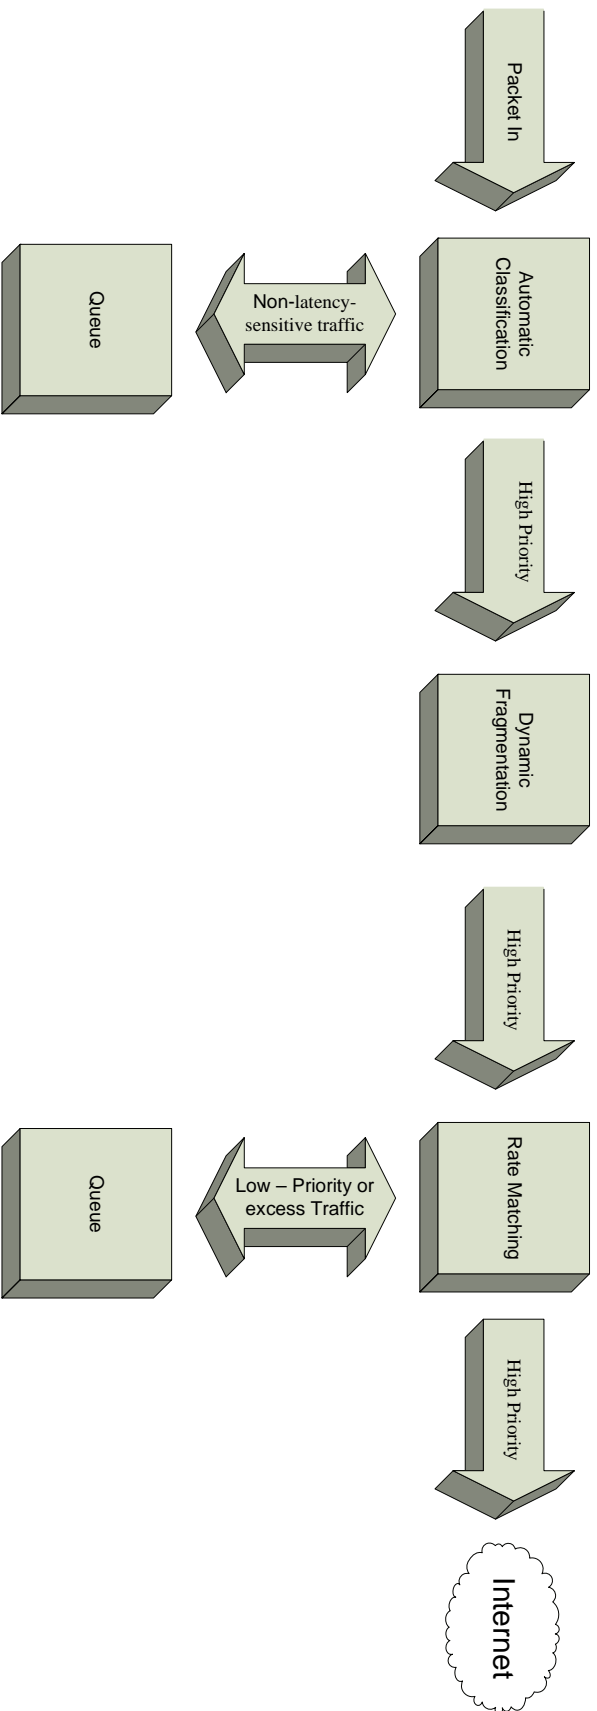 Packet In
Automatic
Classification
Non-latency-
sensitive traffic
Queue
High Priority
Dynamic
Fragmentation
High Priority
Rate Matching
Low – Priority or
excess Traffic
Queue
High Priority
Internet